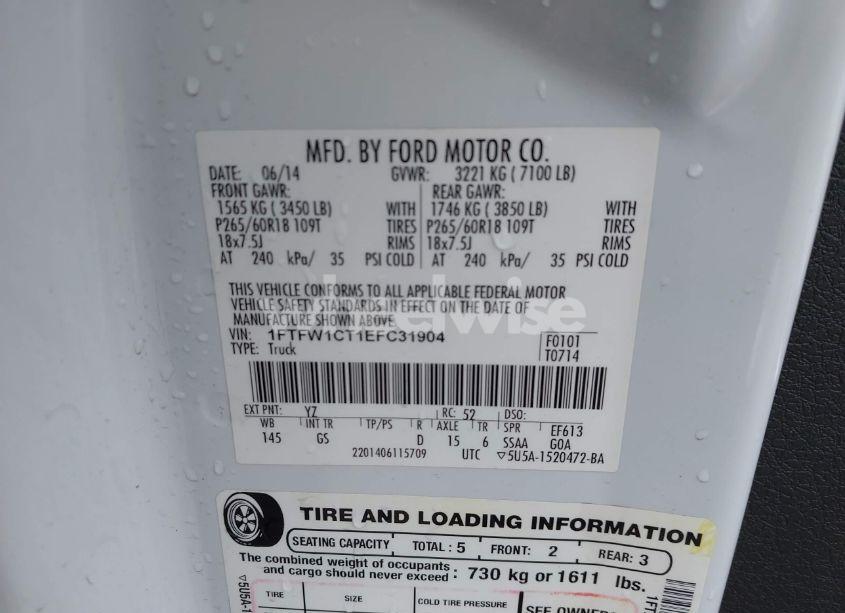 MFD. BY FORD MOTOR CO.
DATE: 06/14 GVWR: 3221 KG ( 7100 LB)
FRONT GAWR: REAR GAWR:
1565 KG ( 3450 LB) WITH 1746 KG ( 3850 LB) WITH
P265/60R18 109T TIRES P265/60R18 109T TIRES
18x7.5J RIMS 18x7.5J RIMS
AT 240 kPa/ 35 PSI COLD AT 240 kPa/ 35 PSI COLD
THIS VEHICLE CONFORMS TO ALL APPLICABLE FEDERAL MOTOR
VEHICLE SAFETY STANDARDS IN EFFECT ON THE DATE OF
MANUFACTURE SHOWN ABOVE.
VIN: 1FTFW1CT1EFC31904 F0101
TYPE: Truck T0714
EXT PNT: YZ RC: 52 DSO:
WB INT TR TP/PS R AXLE TR SPR EF613
145 GS D 15 6 SSAA GOA
2201406115709 UTC ▽5U5A-1520472-BA
TIRE AND LOADING INFORMATION
SEATING CAPACITY TOTAL : 5 FRONT: 2 REAR: 3
The combined weight of occupants
and cargo should never exceed : 730 kg or 1611 lbs.
TIRE SIZE COLD TIRE PRESSURE SEE OWNER
▽5U5A-1